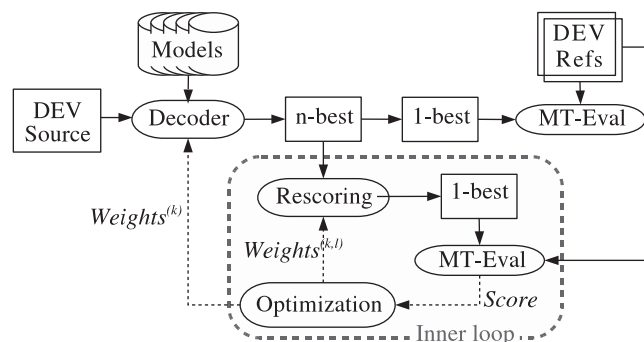 Models
DEV
Refs
DEV
Source
Decoder
n-best
1-best
MT-Eval
Rescoring
1-best
Weights(k)
Weights(k,l)
MT-Eval
Optimization
Score
Inner loop